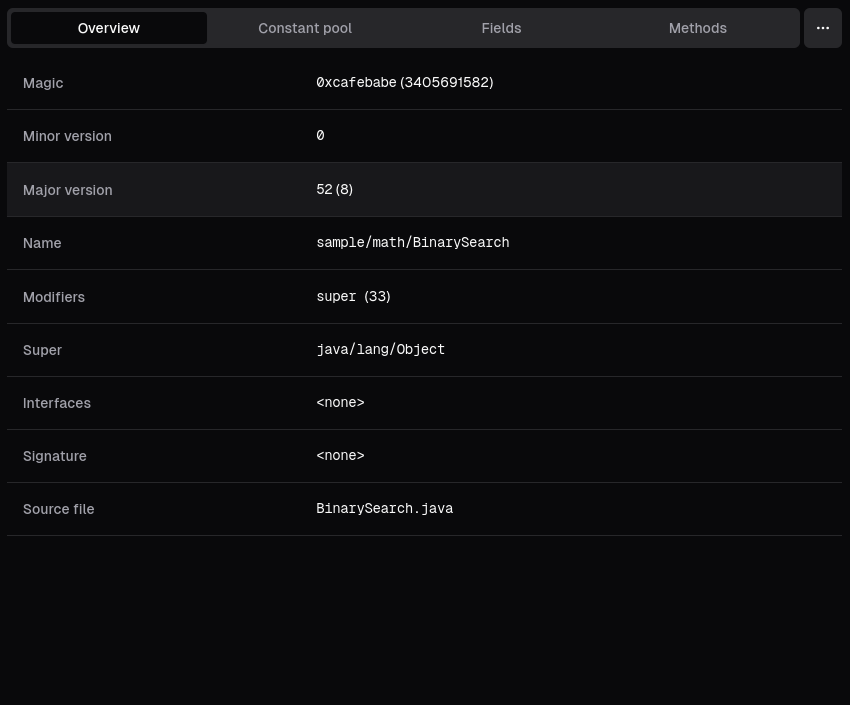 Overview Constant pool Fields Methods ...
Magic 0xcafebabe (3405691582)
Minor version 0
Major version 52 (8)
Name sample/math/BinarySearch
Modifiers super (33)
Super java/lang/Object
Interfaces <none>
Signature <none>
Source file BinarySearch.java